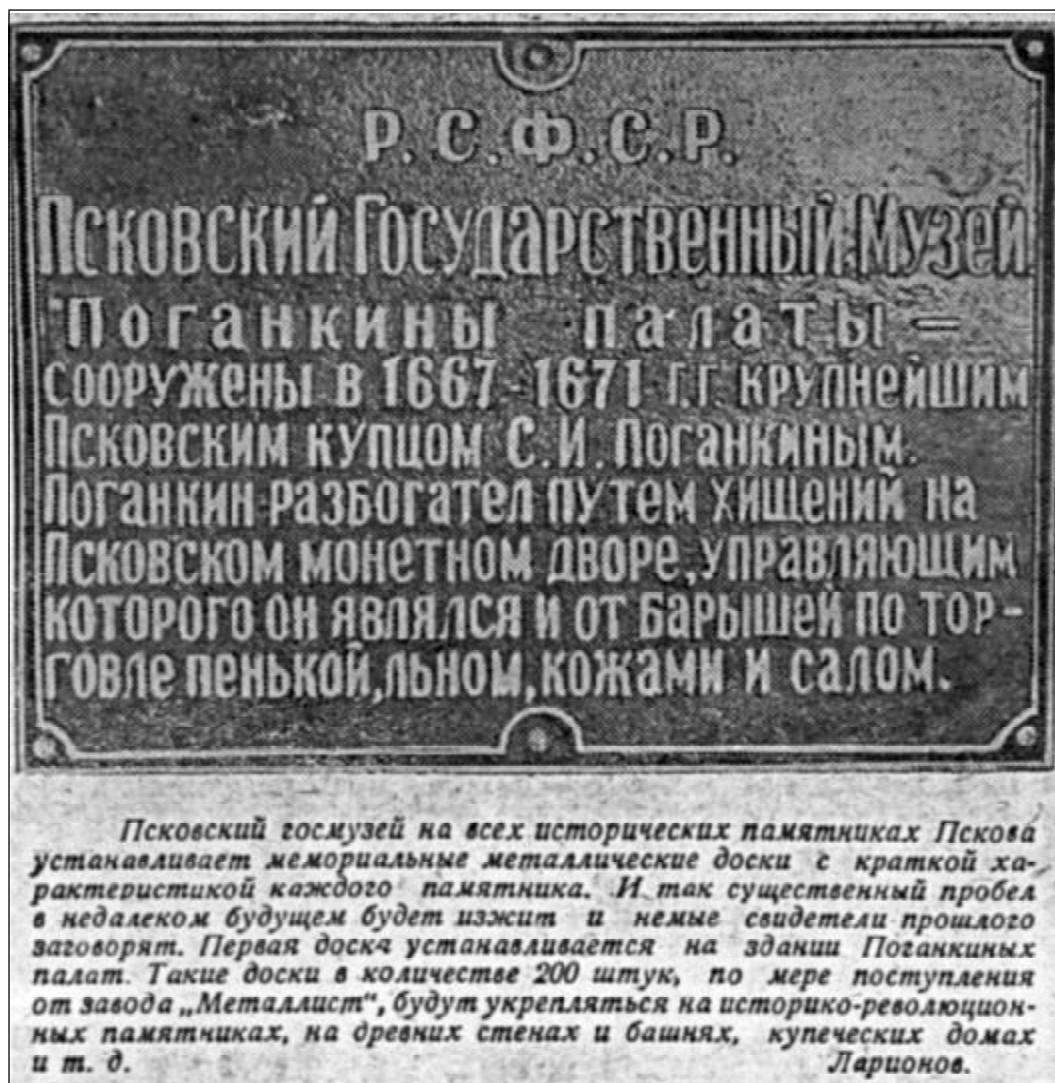 Р.С.Ф.С.Р.
Псковский Государственный Музей
Поганкины палаты —
сооружены в 1667-1671 г.г. крупнейшим
Псковским купцом С.И. Поганкиным.
Поганкин разбогател путем хищений на
Псковском монетном дворе, управляющим
которого он являлся и от барышей по тор-
говле пенькой, льном, кожами и салом.
Псковский госмузей на всех исторических памятниках Пскова
устанавливает мемориальные металлические доски с краткой ха-
рактеристикой каждого памятника. И так существенный пробел
в недалеком будущем будет изжит и немые свидетели прошлого
заговорят. Первая доска устанавливается на здании Поганкиных
палат. Такие доски в количестве 200 штук, по мере поступления
от завода „Металлист“, будут укрепляться на историко-революцион-
ных памятниках, на древних стенах и башнях, купеческих домах
и т. д. Ларионов.